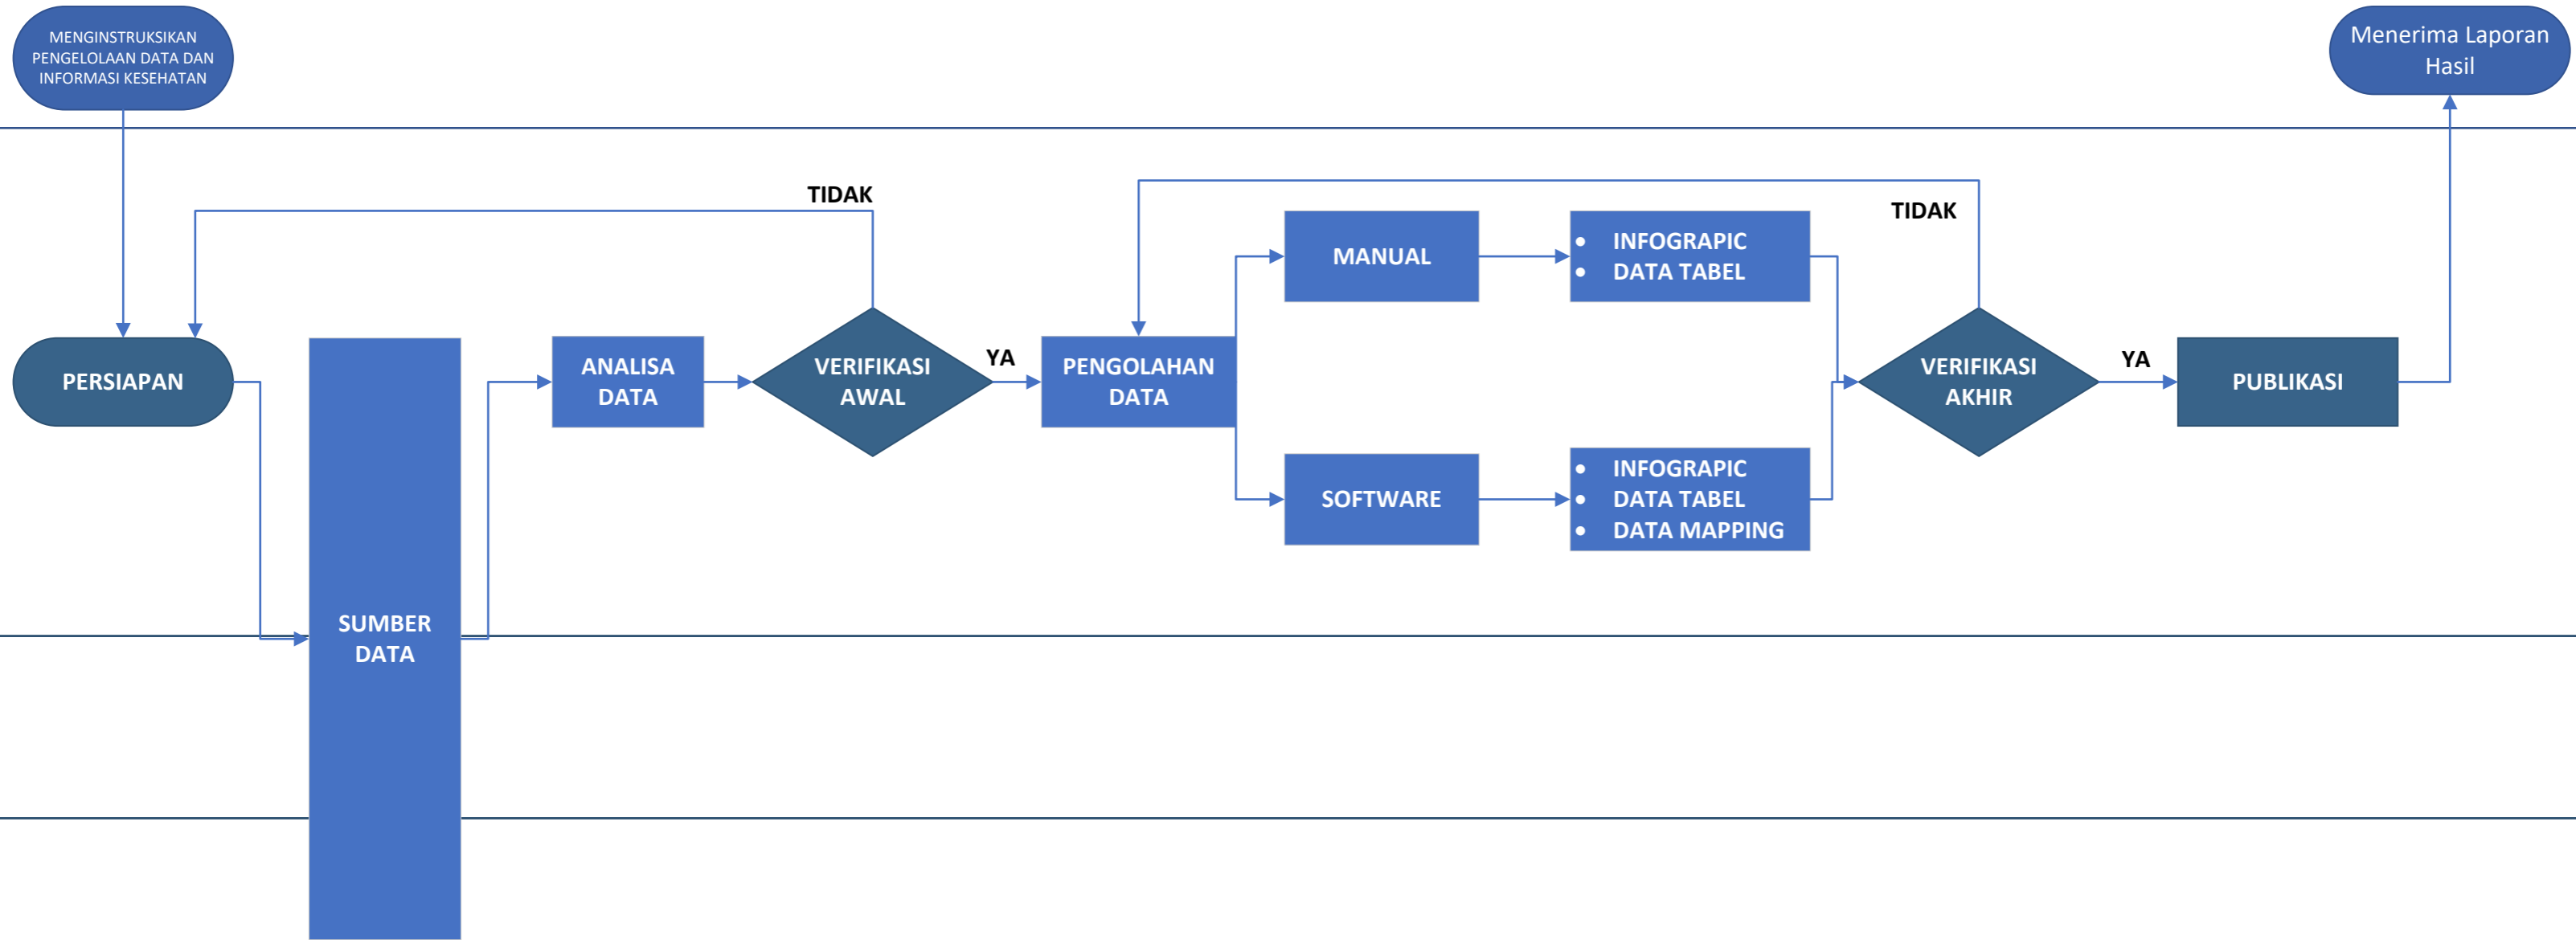 MENGINSTRUKSIKAN
PENGELOLAAN DATA DAN
INFORMASI KESEHATAN
Menerima Laporan
Hasil
TIDAK
TIDAK
MANUAL
• INFOGRAPIC
• DATA TABEL
PERSIAPAN
SUMBER
DATA
ANALISA
DATA
VERIFIKASI
AWAL
YA
PENGOLAHAN
DATA
VERIFIKASI
AKHIR
YA
PUBLIKASI
SOFTWARE
• INFOGRAPIC
• DATA TABEL
• DATA MAPPING